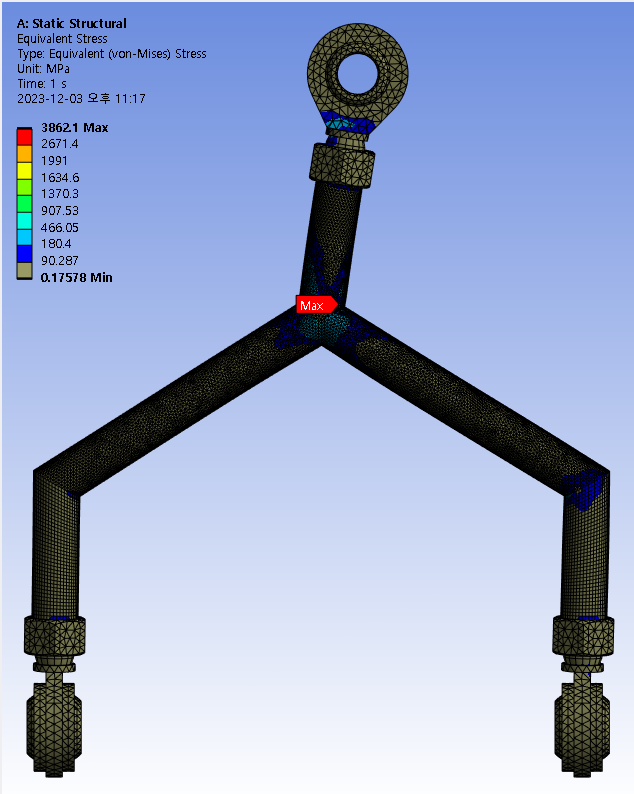 A: Static Structural
Equivalent Stress
Type: Equivalent (von-Mises) Stress
Unit: MPa
Time: 1 s
2023-12-03 오후 11:17
3862.1 Max
2671.4
1991
1634.6
1370.3
907.53
466.05
180.4
90.287
0.17578 Min
Max